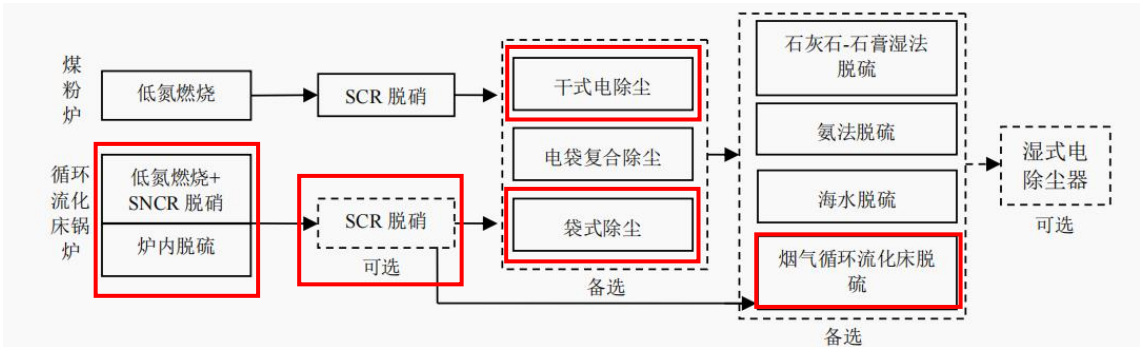 煤
粉
炉
低氮燃烧
SCR 脱硝
干式电除尘
电袋复合除尘
袋式除尘
备选
石灰石-石膏湿法
脱硫
氨法脱硫
海水脱硫
烟气循环流化床脱
硫
备选
湿式电
除尘器
可选
循环
流化
床锅
炉
低氮燃烧+
SNCR 脱硝
炉内脱硫
SCR 脱硝
可选